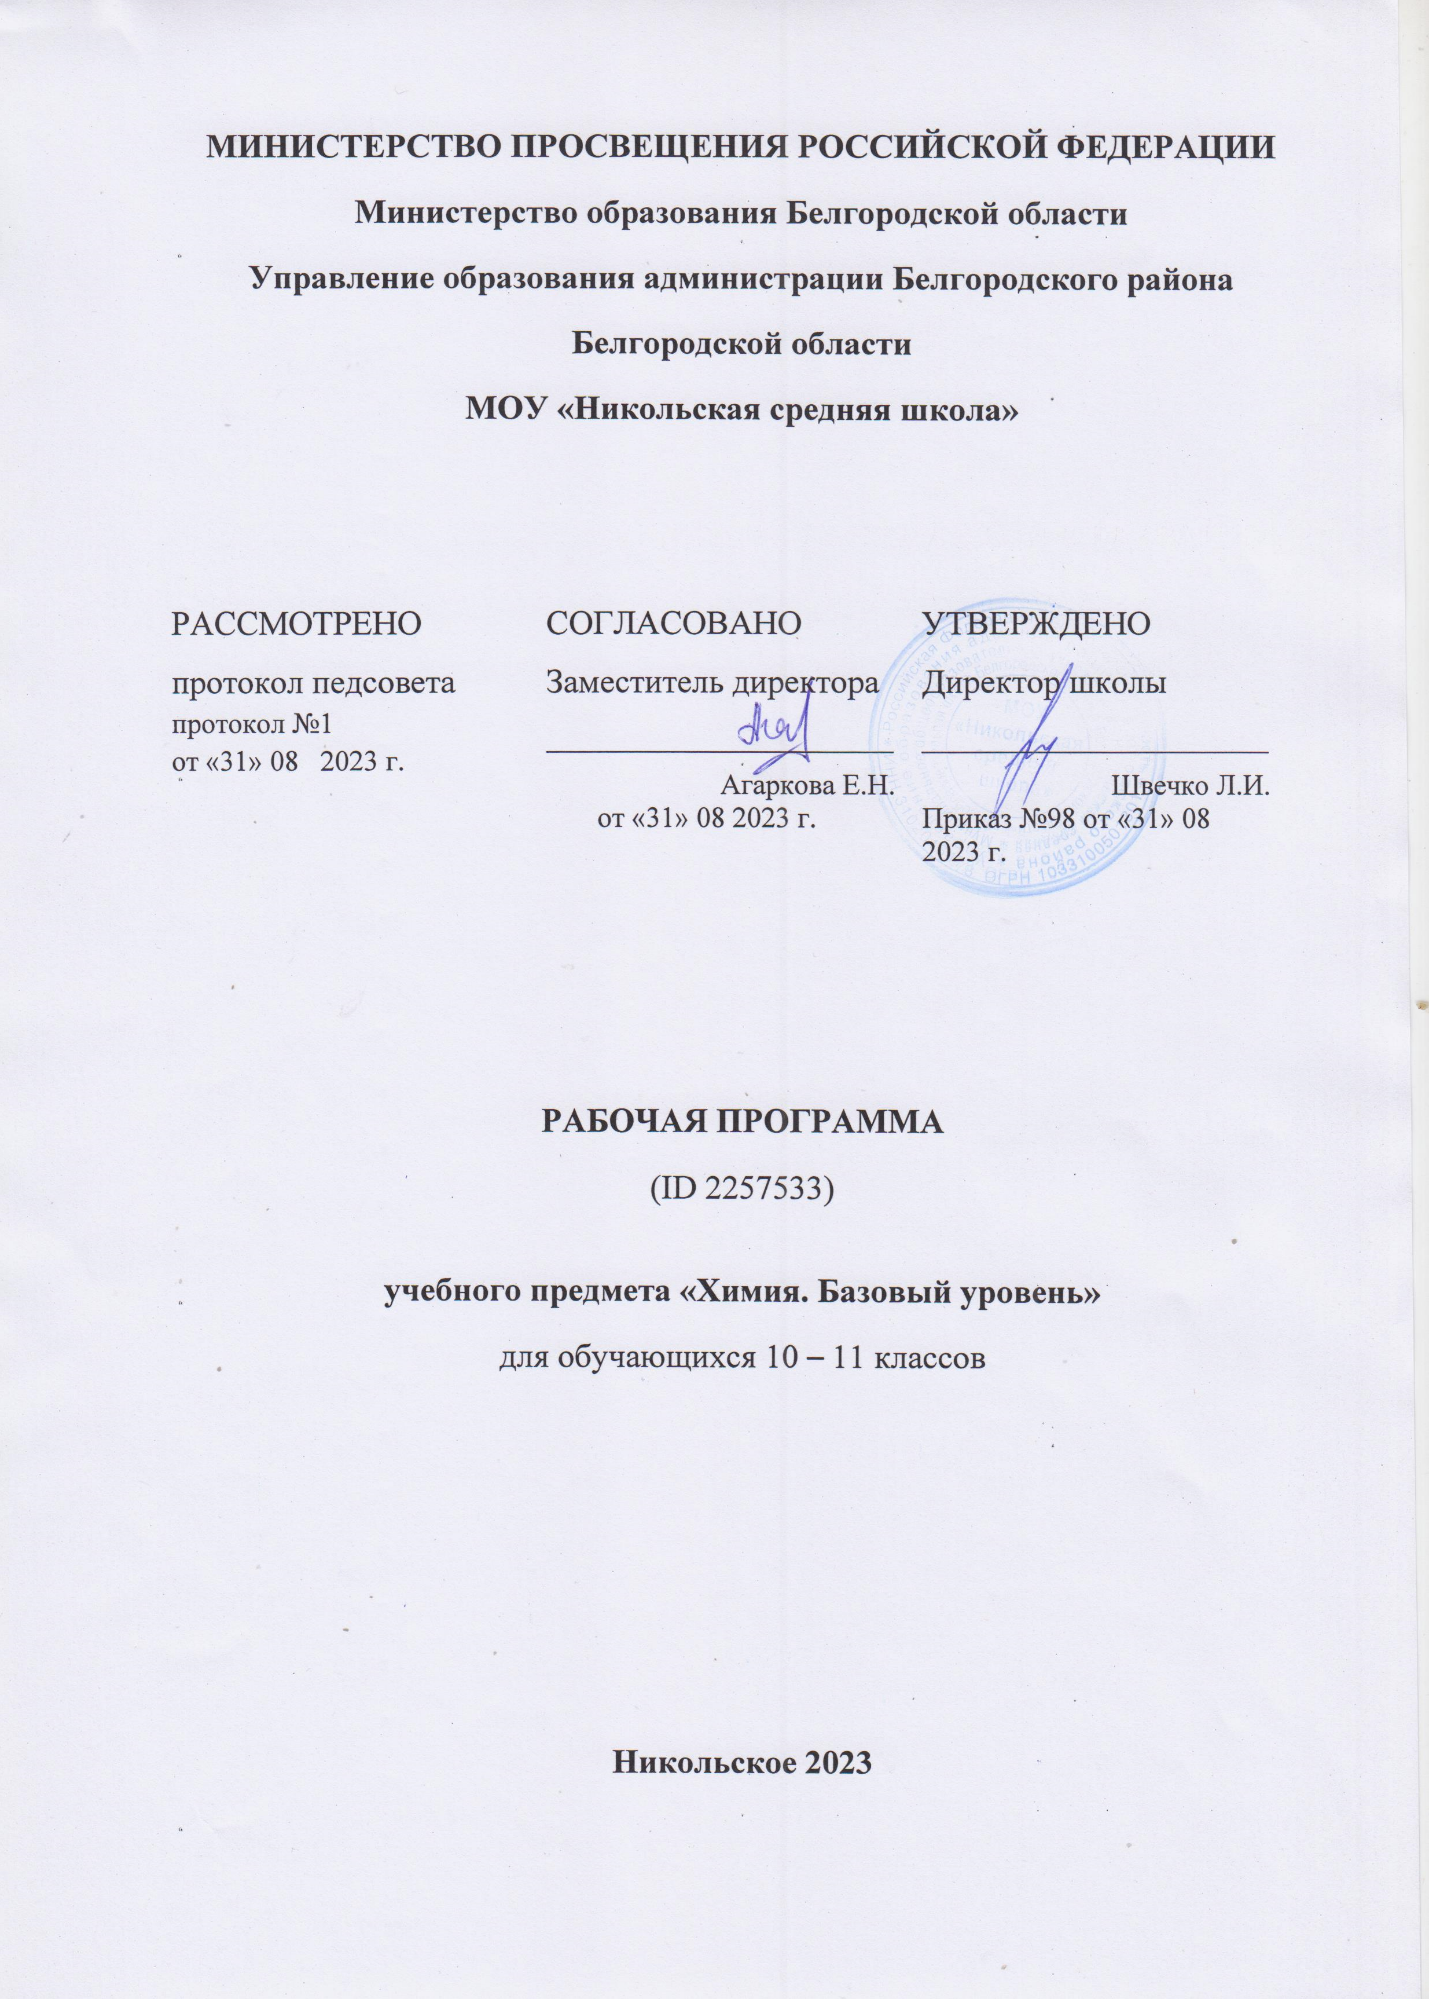 МИНИСТЕРСТВО ПРОСВЕЩЕНИЯ РОССИЙСКОЙ ФЕДЕРАЦИИ
Министерство образования Белгородской области
Управление образования администрации Белгородского района
Белгородской области
МОУ «Никольская средняя школа»
РАССМОТРЕНО
протокол педсовета
протокол №1
от «31» 08 2023 г.
СОГЛАСОВАНО
Заместитель директора
Агаркова Е.Н.
от «31» 08 2023 г.
УТВЕРЖДЕНО
Директор школы
Швечко Л.И.
Приказ №98 от «31» 08
2023 г.
РАБОЧАЯ ПРОГРАММА
(ID 2257533)
учебного предмета «Химия. Базовый уровень»
для обучающихся 10 – 11 классов
Никольское 2023